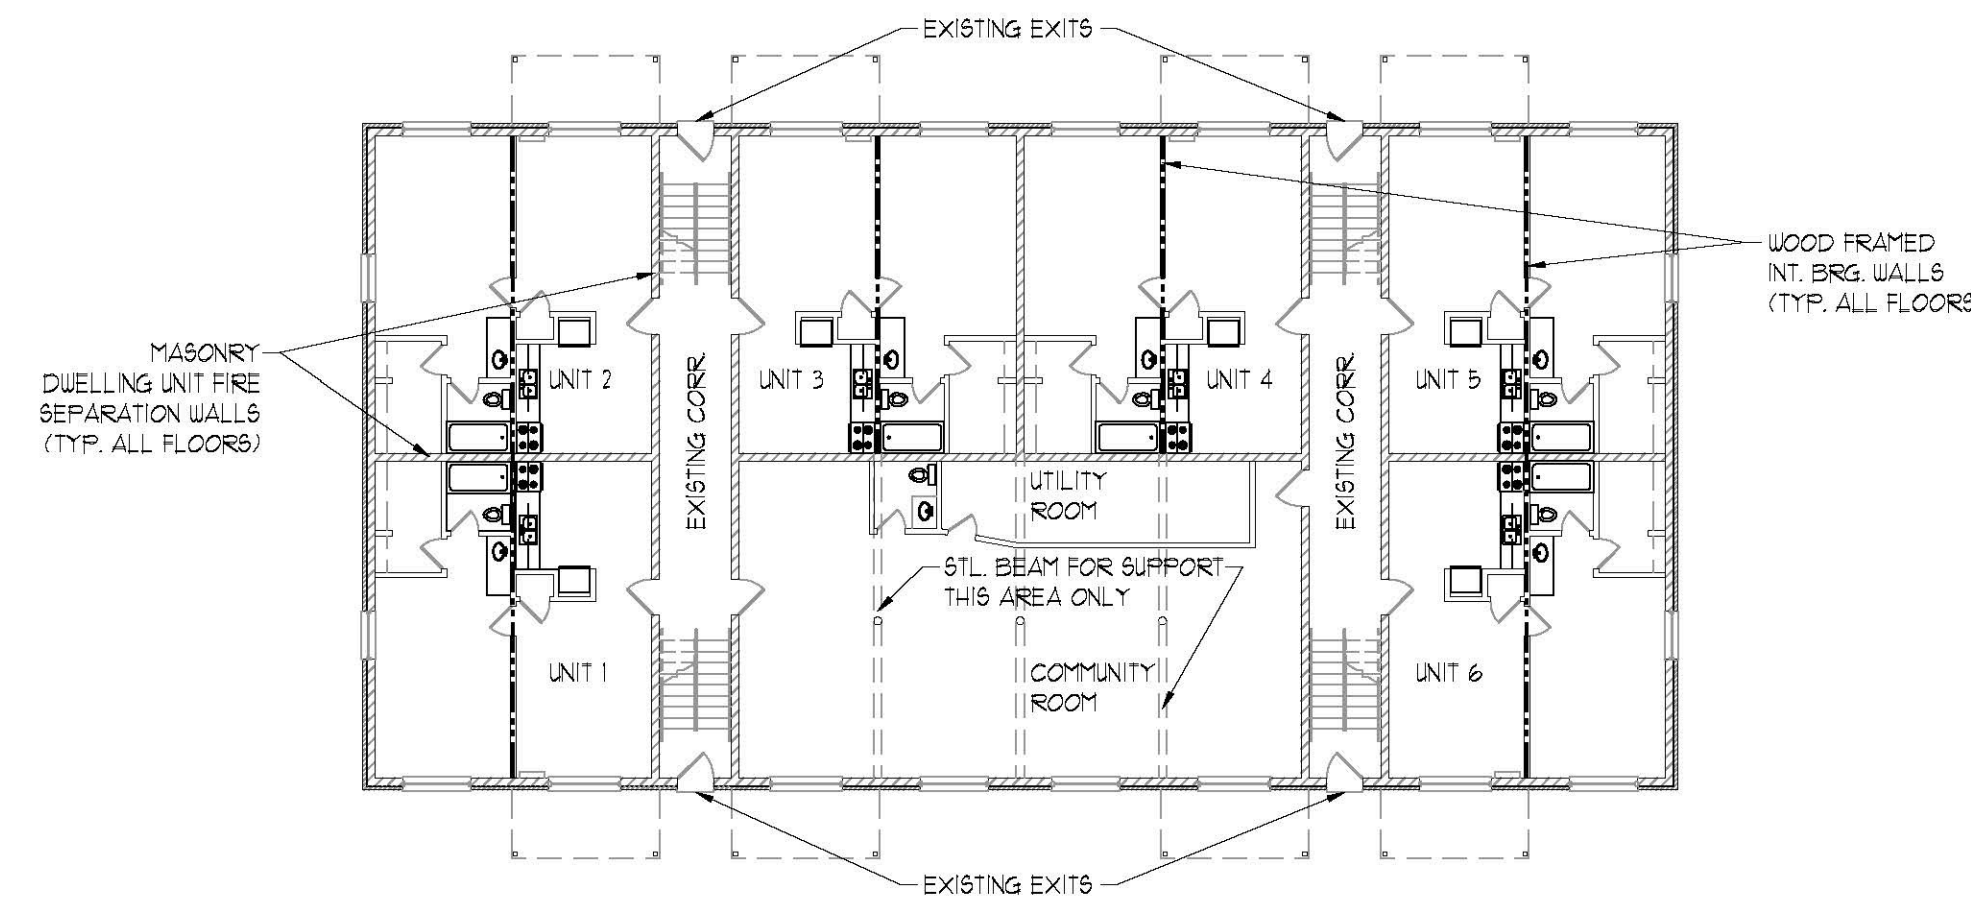 EXISTING EXITS
WOOD FRAMED
INT. BRG. WALLS
(TYP. ALL FLOORS
MASONRY
DWELLING UNIT FIRE
SEPARATION WALLS
(TYP. ALL FLOORS)
UNIT 2
UNIT 3
UNIT 4
UNIT 5
EXISTING CORR.
EXISTING CORR.
UTILITY
ROOM
STL. BEAM FOR SUPPORT
THIS AREA ONLY
UNIT 1
COMMUNITY
ROOM
UNIT 6
EXISTING EXITS